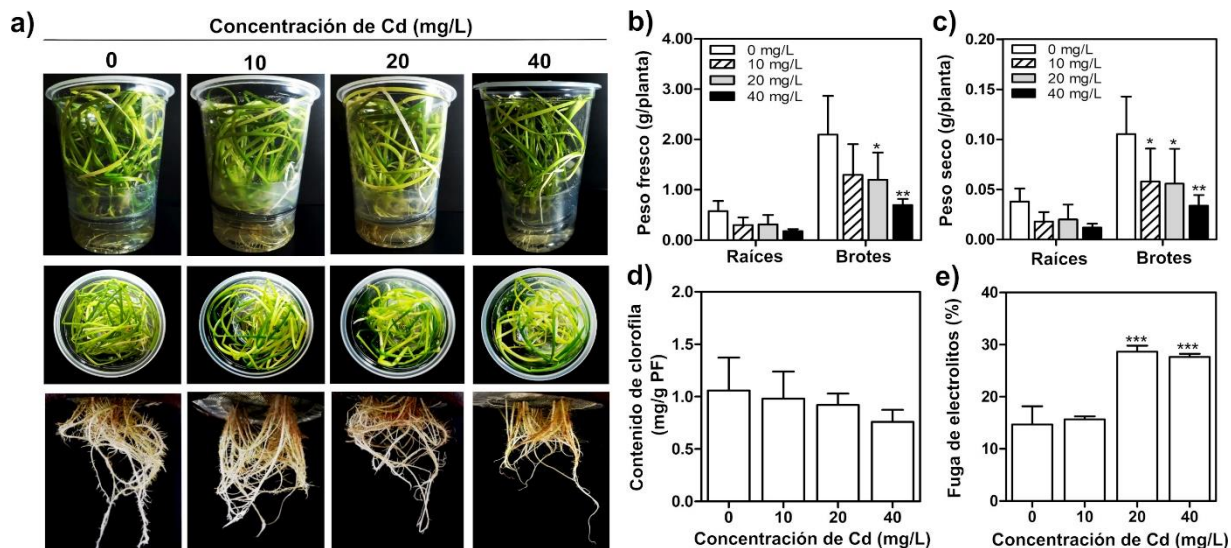 a)
Concentración de Cd (mg/L)
0 10 20 40
b)
Peso fresco (g/planta)
4.00
3.00
2.00
1.00
0.00
0 mg/L
10 mg/L
20 mg/L
40 mg/L
*
**
Raíces Brotes
c)
Peso seco (g/planta)
0.20
0.15
0.10
0.05
0.00
0 mg/L
10 mg/L
20 mg/L
40 mg/L
* *
**
Raíces Brotes
d)
Contenido de clorofila
(mg/g PF)
2.0
1.5
1.0
0.5
0.0
0 10 20 40
Concentración de Cd (mg/L)
e)
Fuga de electrolitos (%)
40
30
20
10
0
*** ***
0 10 20 40
Concentración de Cd (mg/L)